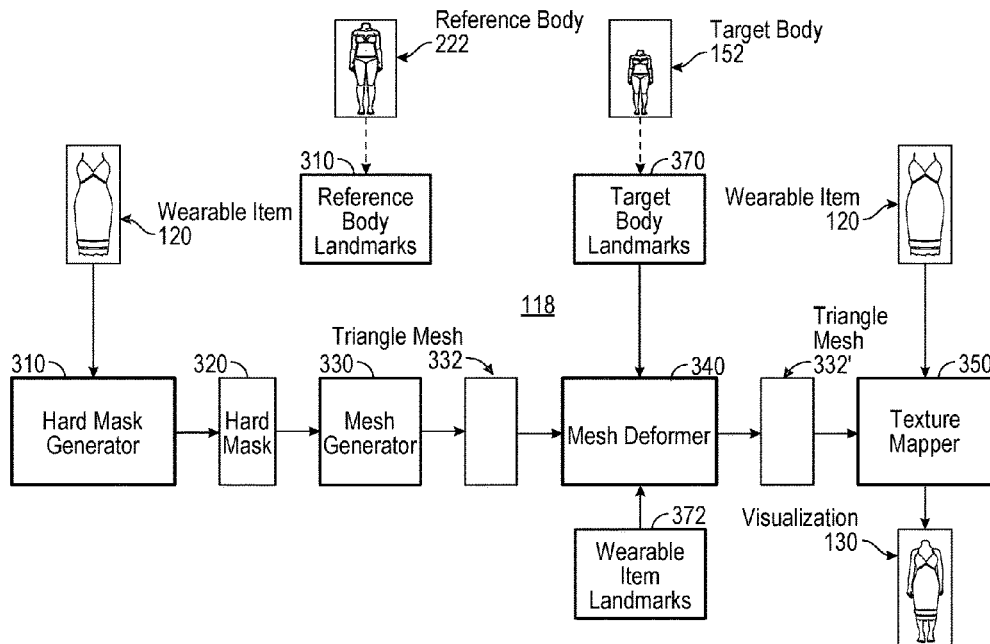 Reference Body
222
Target Body
152
310
Reference
Body
Landmarks
370
Target
Body
Landmarks
Wearable Item
120
Wearable
Item
120
118
310
Hard Mask
Generator
320
Hard
Mask
330
Mesh
Generator
Triangle Mesh
332
340
Mesh Deformer
Triangle
Mesh
332'
350
Texture
Mapper
372
Wearable
Item
Landmarks
Visualization
130